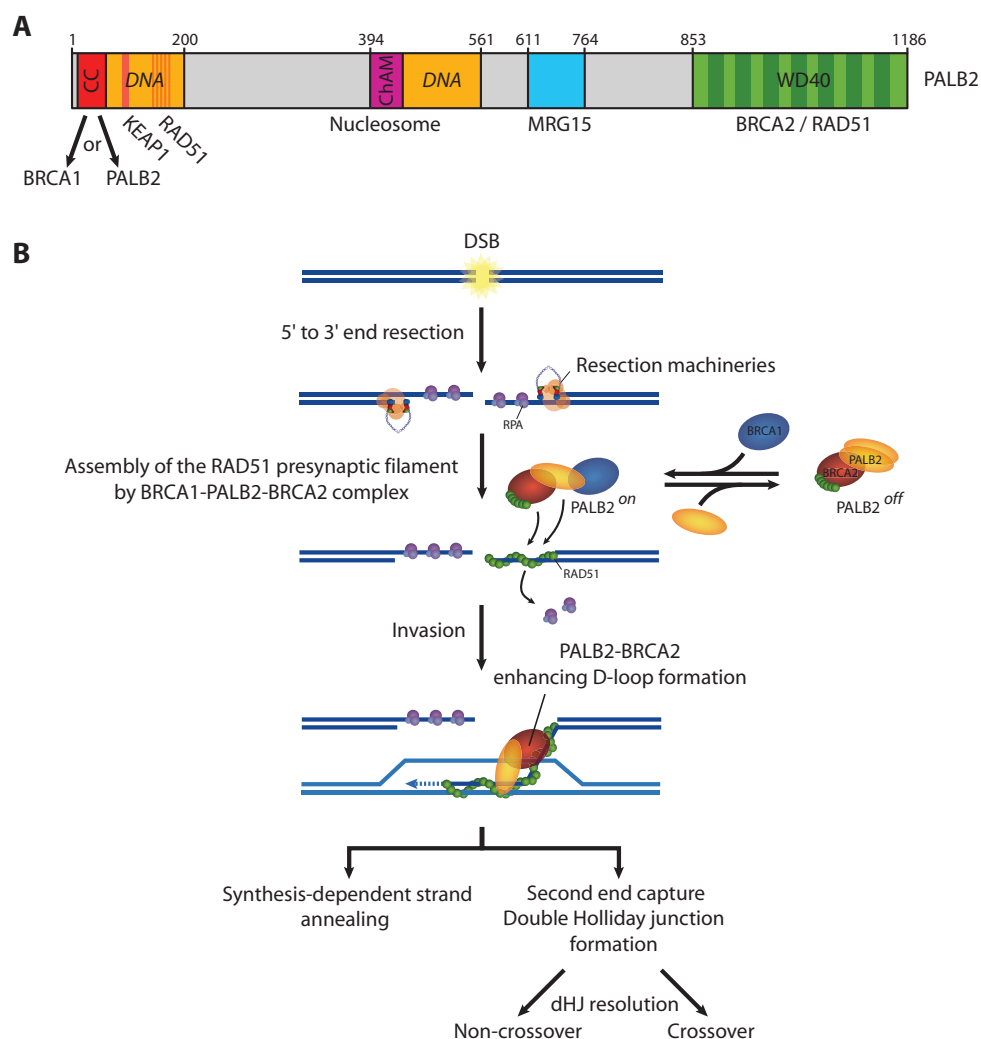 A
1 200 394 561 611 764 853 1186
CC DNA ChAM DNA WD40 PALB2
KEAP1 RAD51 Nucleosome MRG15 BRCA2 / RAD51
or
BRCA1 PALB2
B
DSB
5' to 3' end resection
Resection machineries
RPA
Assembly of the RAD51 presynaptic filament
by BRCA1-PALB2-BRCA2 complex
PALB2 on
BRCA1
PALB2
BRCA2
PALB2 off
RAD51
Invasion
PALB2-BRCA2
enhancing D-loop formation
Synthesis-dependent strand
annealing
Second end capture
Double Holliday junction
formation
dHJ resolution
Non-crossover Crossover